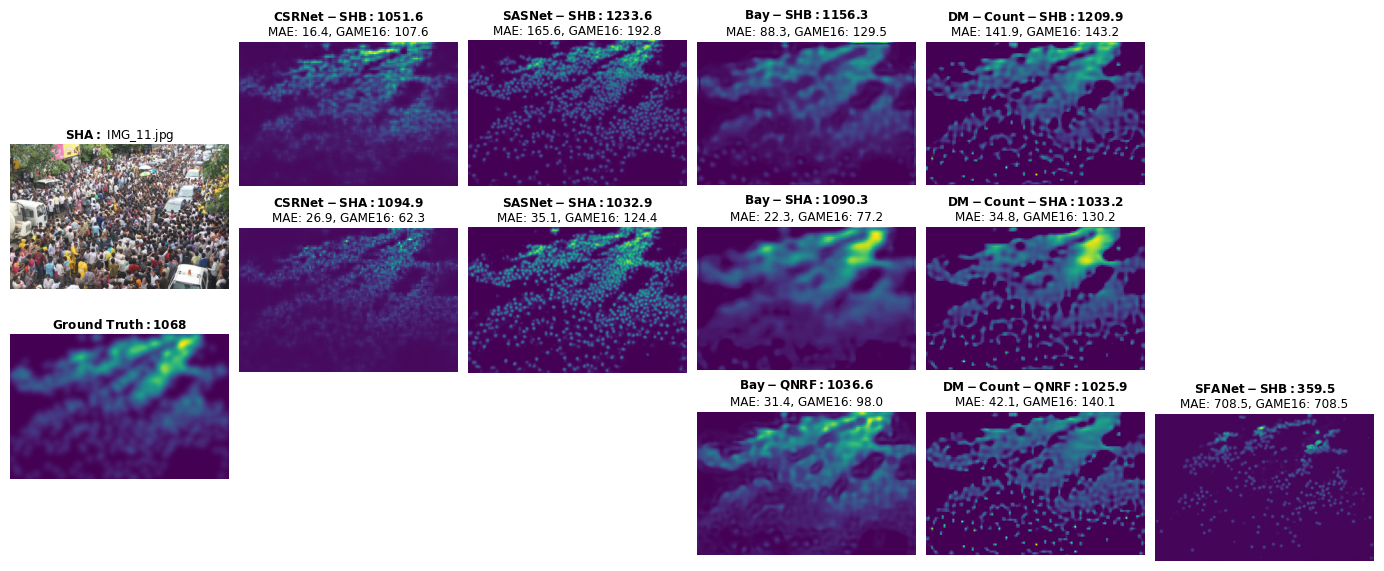 CSRNet−SHB: 1051.6
MAE: 16.4, GAME16: 107.6
SASNet−SHB: 1233.6
MAE: 165.6, GAME16: 192.8
Bay−SHB: 1156.3
MAE: 88.3, GAME16: 129.5
DM−Count−SHB: 1209.9
MAE: 141.9, GAME16: 143.2
SHA: IMG_11.jpg
CSRNet−SHA: 1094.9
MAE: 26.9, GAME16: 62.3
SASNet−SHA: 1032.9
MAE: 35.1, GAME16: 124.4
Bay−SHA: 1090.3
MAE: 22.3, GAME16: 77.2
DM−Count−SHA: 1033.2
MAE: 34.8, GAME16: 130.2
Ground Truth: 1068
Bay−QNRF: 1036.6
MAE: 31.4, GAME16: 98.0
DM−Count−QNRF: 1025.9
MAE: 42.1, GAME16: 140.1
SFANet−SHB: 359.5
MAE: 708.5, GAME16: 708.5